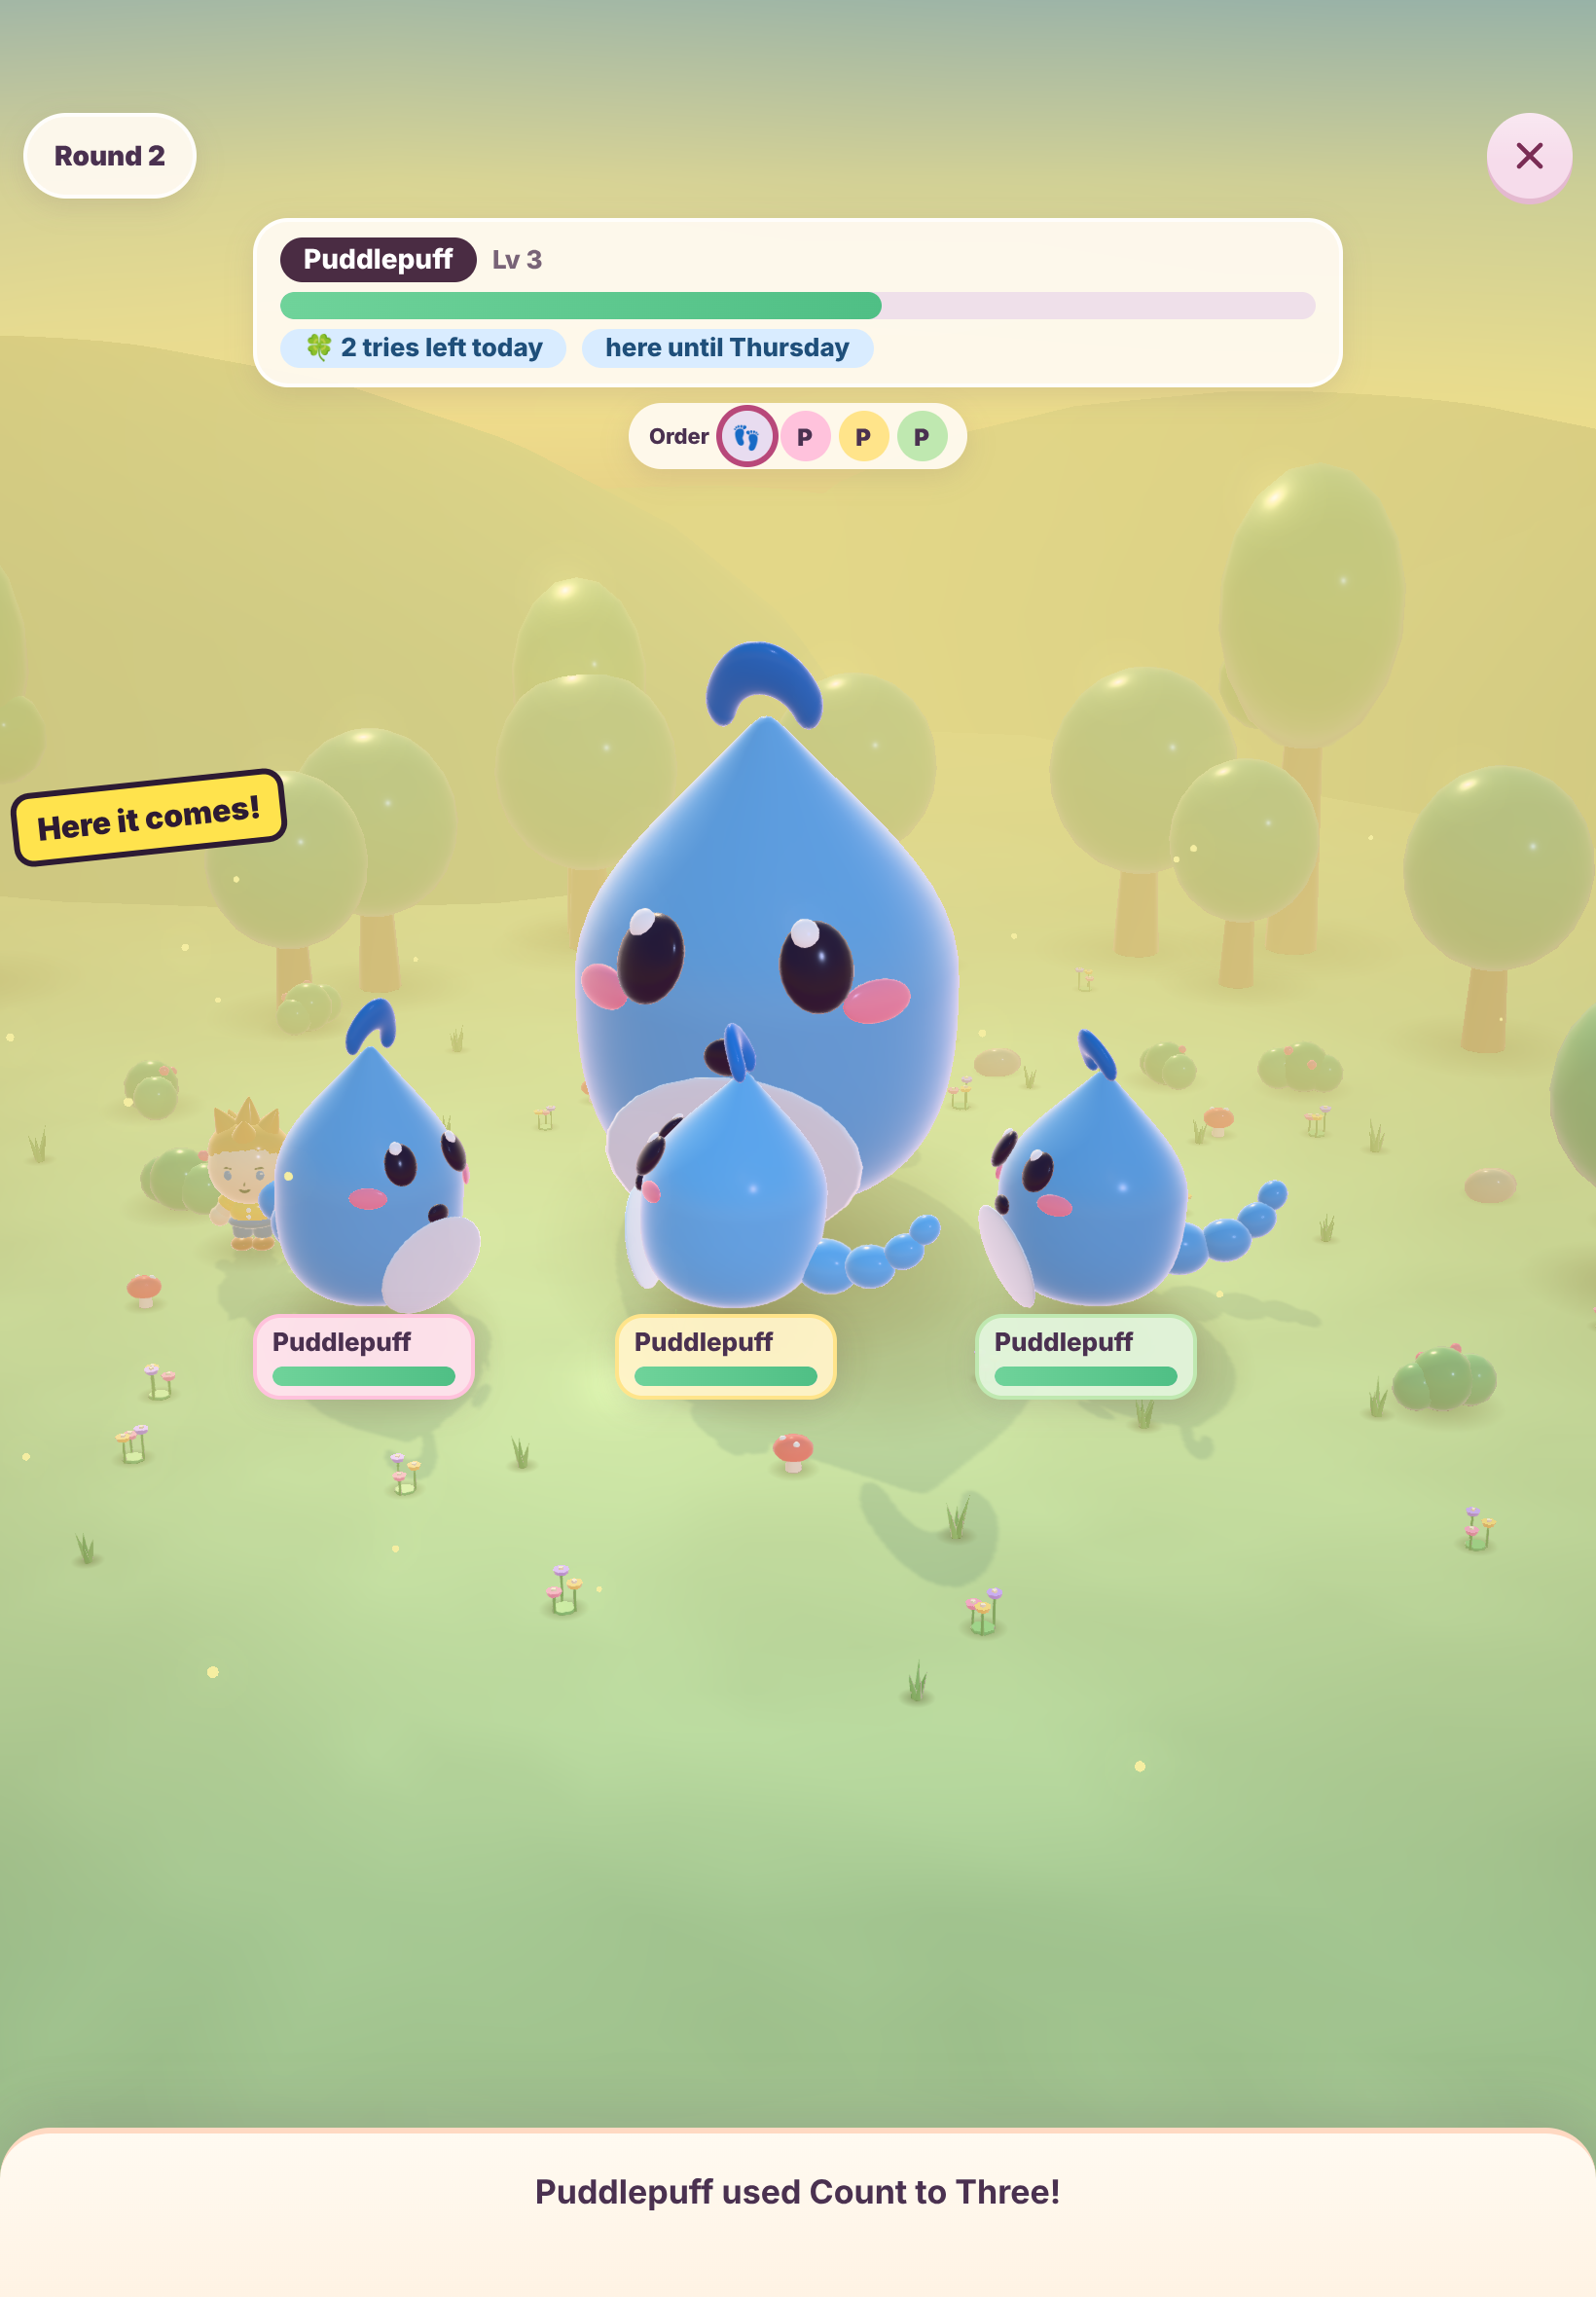 Round 2
Puddlepuff Lv 3
🍀 2 tries left today here until Thursday
Order 👣 P P P
Here it comes!
Puddlepuff Puddlepuff Puddlepuff
Puddlepuff used Count to Three!